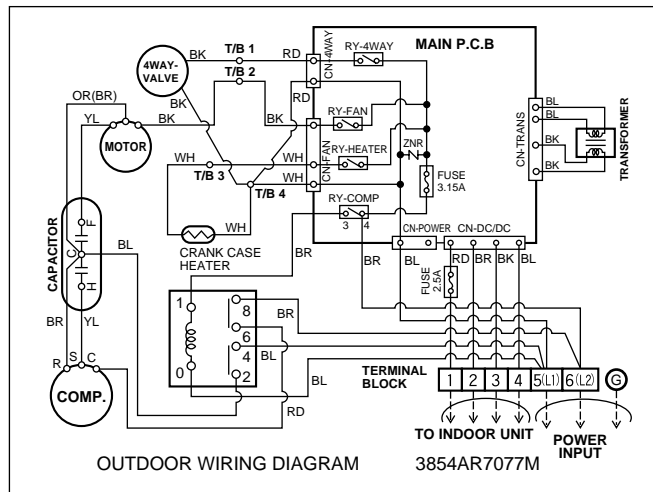 MAIN P.C.B
4WAY-
VALVE
BK
T/B 1
RD
CN-4WAY
RY-4WAY
T/B 2
BK
RD
OR(BR)
YL
MOTOR
BK
BK
RY-FAN
CN-FAN
WH
T/B 3
WH
RY-HEATER
ZNR
FUSE
3.15A
WH
T/B 4
WH
CRANK CASE
HEATER
RY-COMP
3 4
CN-TRANS
BL
BL
BK
BK
TRANSFORMER
CN-POWER
CN-DC/DC
BR
BR
BL
RD
BR
BK
BL
FUSE
2.5A
CAPACITOR
F
C
H
BL
BR
YL
R
S
C
COMP.
1
0
8
6
4
2
BR
BL
BL
RD
TERMINAL
BLOCK
1 2 3 4 5(L1) 6(L2) G
TO INDOOR UNIT
POWER
INPUT
OUTDOOR WIRING DIAGRAM 3854AR7077M